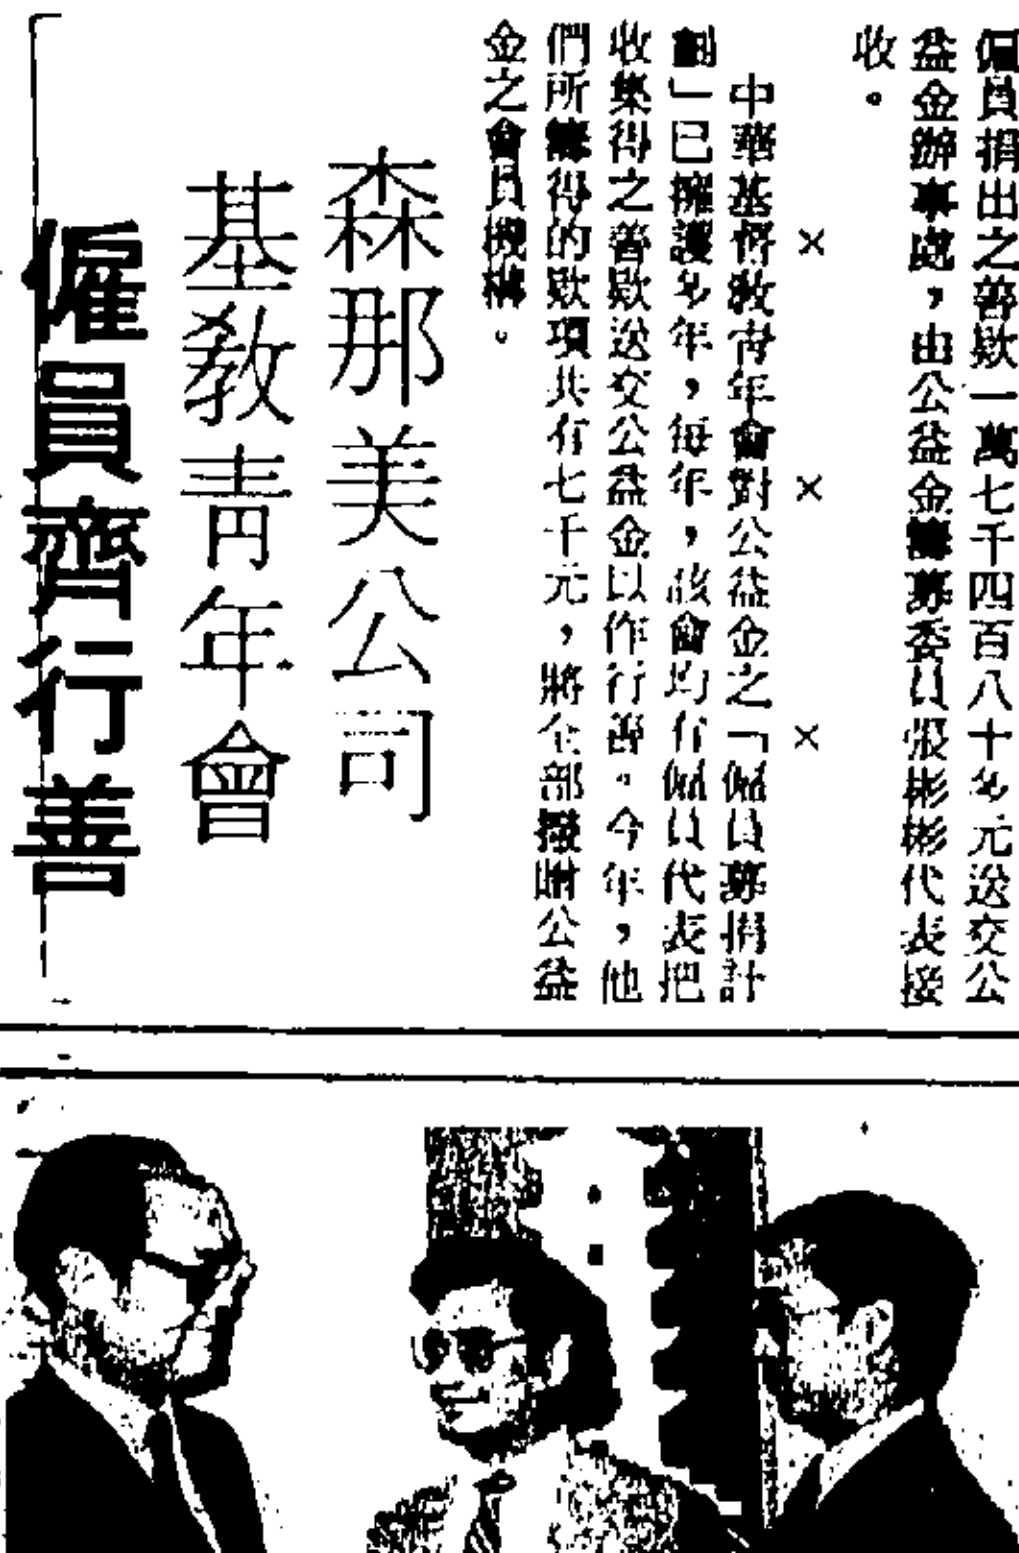 僱員捐出之善欵一萬七千四百八十多元送交公
益金辦事處，由公益金籌募委員張彬彬代表接
收。
× × ×
中華基督教青年會對公益金之「僱員募捐計
劃」已擁護多年，每年，該會均有僱員代表把
收集得之善欵送交公益金以作行善。今年，他
們所籌得的欵項共有七千元，將全部撥贈公益
金之會員機構。
森那美公司
基敎青年會
僱員齊行善